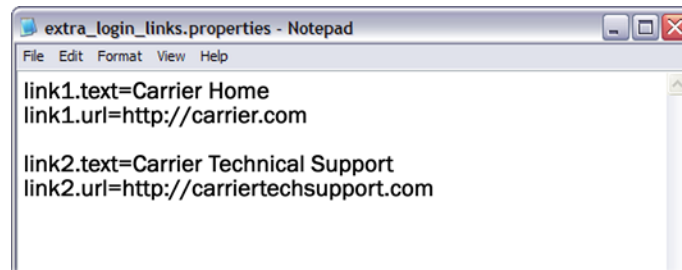 extra_login_links.properties - Notepad
File Edit Format View Help
link1.text=Carrier Home
link1.url=http://carrier.com
link2.text=Carrier Technical Support
link2.url=http://carriertechsupport.com